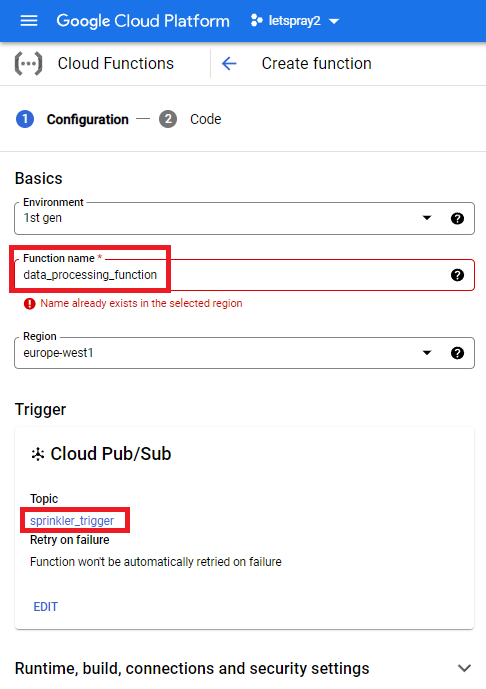 Google Cloud Platform letspray2
Cloud Functions Create function
1 Configuration 2 Code
Basics
Environment
1st gen
Function name *
data_processing_function
Name already exists in the selected region
Region
europe-west1
Trigger
Cloud Pub/Sub
Topic
sprinkler_trigger
Retry on failure
Function won't be automatically retried on failure
EDIT
Runtime, build, connections and security settings